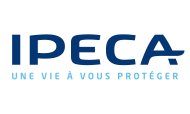 IPECA
UNE VIE À VOUS PROTÉGER